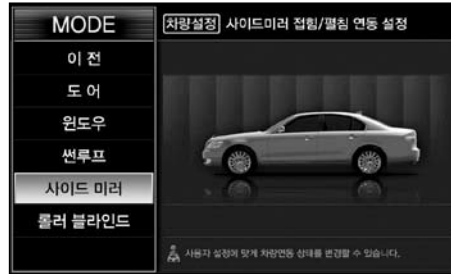 MODE
이 전
도 어
윈도우
썬루프
사이드 미러
롤러 블라인드
차량설정 사이드미러 접힘/펼침 연동 설정
사용자 설정에 맞게 차량연동 상태를 변경할 수 있습니다.